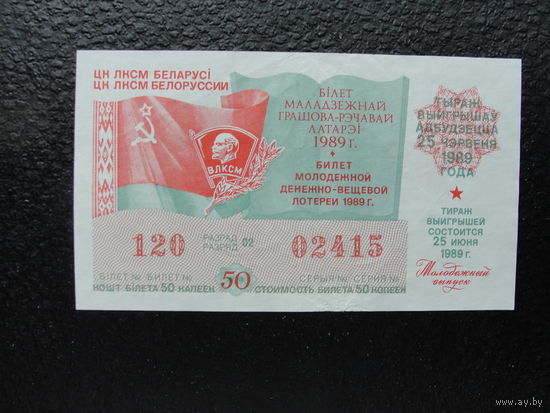 ЦК ЛКСМ БЕЛАРУСІ
ЦК ЛКСМ БЕЛОРУССИИ
ВЛКСМ
БІЛЕТ
МАЛАДЗЕЖНАЙ
ГРАШОВА-РЭЧАВАЙ
ЛАТАРЭІ
1989 г.
БИЛЕТ
МОЛОДЕЖНОЙ
ДЕНЕЖНО-ВЕЩЕВОЙ
ЛОТЕРЕИ 1989 г.
ТЫРАЖ
ВЫЙГРЫШАЎ
АДБУДЗЕЦЦА
25 ЧЭРВЕНЯ
1989
ГОДА
ТИРАЖ
ВЫИГРЫШЕЙ
СОСТОИТСЯ
25 ИЮНЯ
1989 г.
Молодежный
выпуск
120 РАЗРАД 02 02415
РАЗРЯД
БІЛЕТ № БИЛЕТ № СЕРЫЯ № СЕРИЯ №
50
КОШТ БІЛЕТА 50 КАПЕЕК СТОИМОСТЬ БИЛЕТА 50 КОПЕЕК
www.ay.by